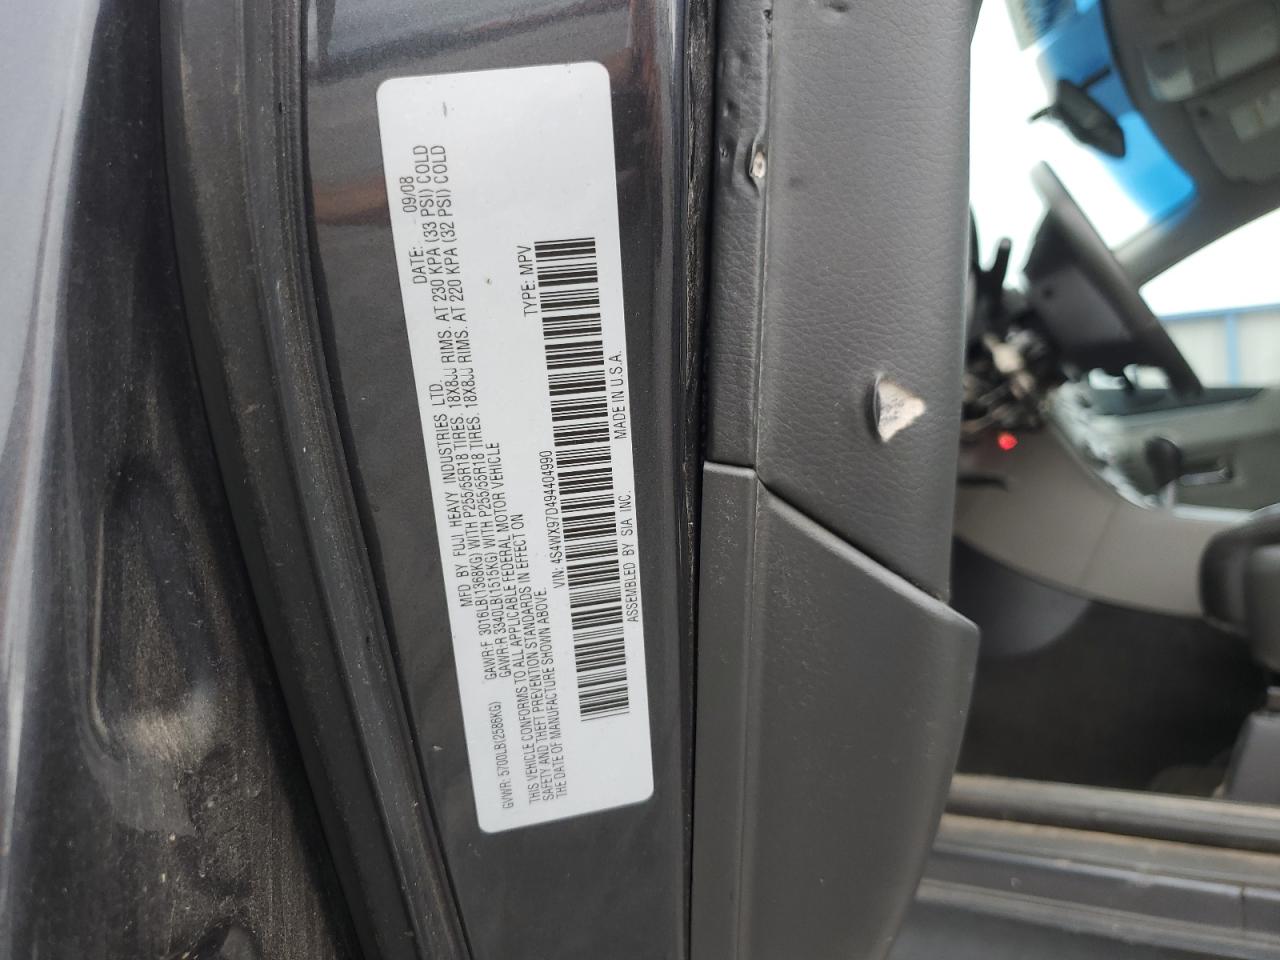 MFD BY FUJI HEAVY INDUSTRIES LTD. DATE: 09/08
GVWR: 5700LB(2586KG) GAWR:F 3016LB(1368KG) WITH P255/55R18 TIRES. 18X8JJ RIMS. AT 230 KPA (33 PSI) COLD
GAWR:R 3340LB(1515KG) WITH P255/55R18 TIRES. 18X8JJ RIMS. AT 220 KPA (32 PSI) COLD
THIS VEHICLE CONFORMS TO ALL APPLICABLE FEDERAL MOTOR VEHICLE
SAFETY AND THEFT PREVENTION STANDARDS IN EFFECT ON
THE DATE OF MANUFACTURE SHOWN ABOVE.
VIN: 4S4WX97D494404990 TYPE: MPV
ASSEMBLED BY SIA INC. MADE IN U.S.A.